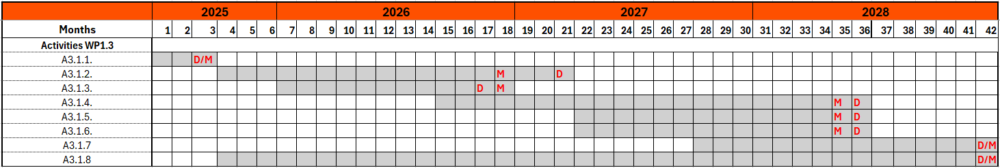 2025 2026 2027 2028
Months 1 2 3 4 5 6 7 8 9 10 11 12 13 14 15 16 17 18 19 20 21 22 23 24 25 26 27 28 29 30 31 32 33 34 35 36 37 38 39 40 41 42
Activities WP1.3
A3.1.1. D/M
A3.1.2. M D
A3.1.3. D M
A3.1.4. M D
A3.1.5. M D
A3.1.6. M D
A3.1.7 D/M
A3.1.8 D/M